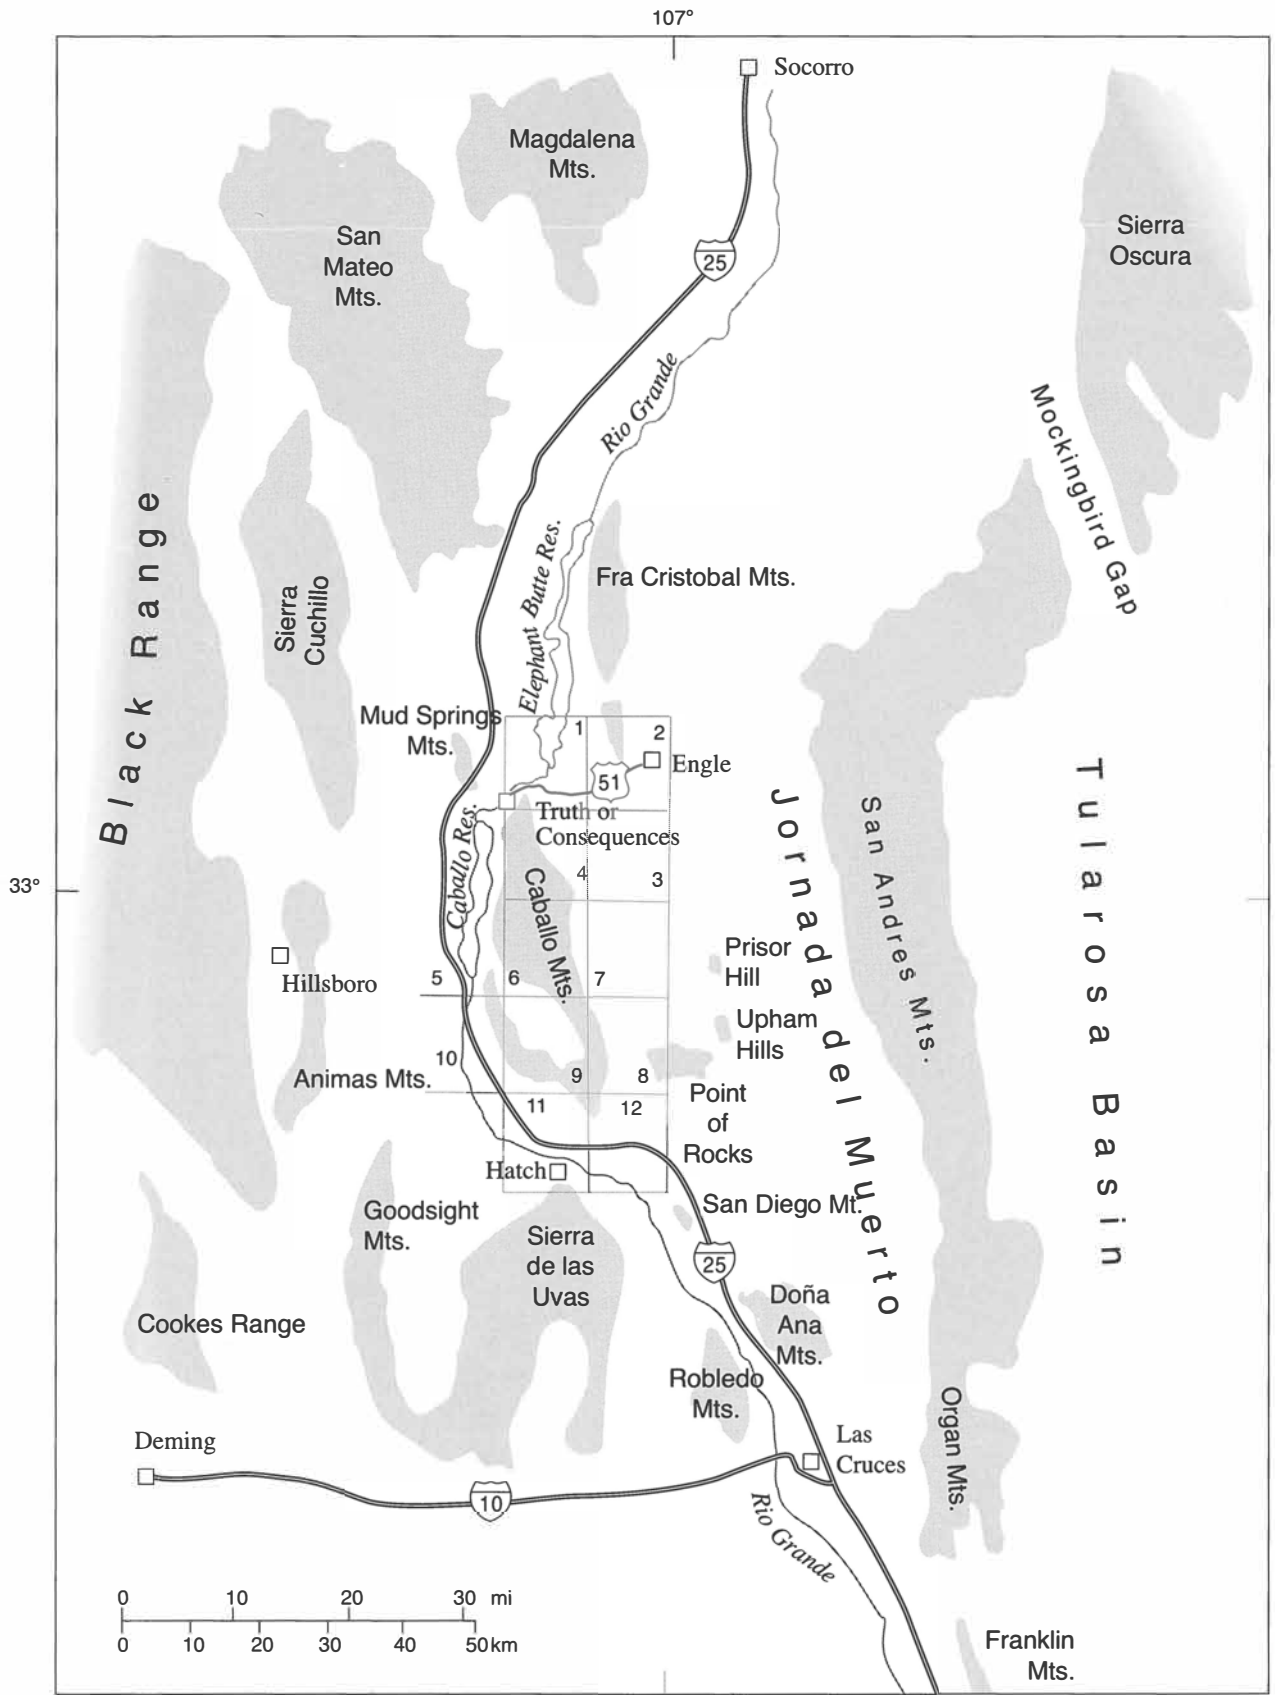 107°
Socorro
Magdalena
Mts.
Sierra
Oscura
San
Mateo
Mts.
25
Rio Grande
Mockingbird Gap
Black Range
Elephant Butte Res.
Fra Cristobal Mts.
Sierra
Cuchillo
Mud Springs
Mts.
1
2
Engle
51
Truth or
Consequences
Caballo Res.
Jornada del Muerto
San Andres Mts.
Tularosa Basin
33°
4
3
Caballo Mts.
Prisor
Hill
Hillsboro
5
6
7
Upham
Hills
10
Animas Mts.
9
8
11
12
Point
of
Rocks
Hatch
San Diego Mt.
Goodsight
Mts.
Sierra
de las
Uvas
25
Doña
Ana
Mts.
Cookes Range
Robledo
Mts.
Organ Mts.
Las
Cruces
Deming
10
Rio Grande
0 10 20 30 mi
0 10 20 30 40 50km
Franklin
Mts.